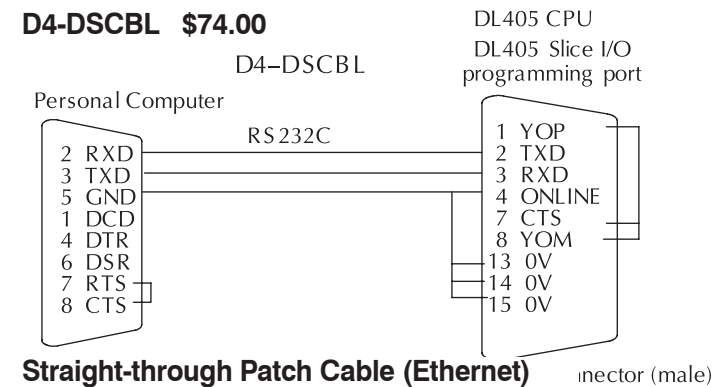 D4-DSCBL $74.00
DL405 CPU
DL405 Slice I/O
programming port
D4–DSCBL
Personal Computer
RS232C
2 RXD
3 TXD
5 GND
1 DCD
4 DTR
6 DSR
7 RTS
8 CTS
1 YOP
2 TXD
3 RXD
4 ONLINE
7 CTS
8 YOM
13 0V
14 0V
15 0V
Straight-through Patch Cable (Ethernet)
(male)